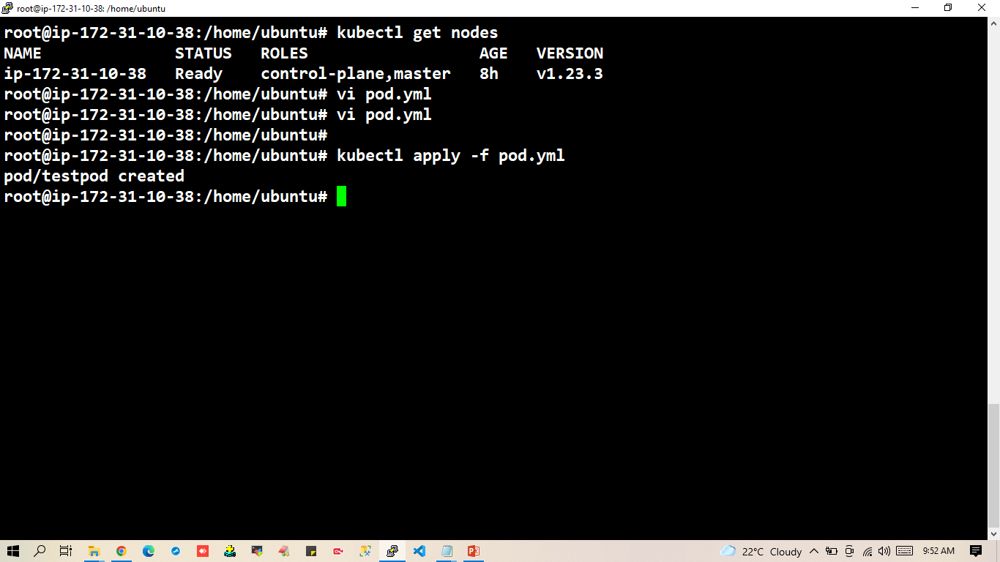 root@ip-172-31-10-38: /home/ubuntu
root@ip-172-31-10-38:/home/ubuntu# kubectl get nodes
NAME STATUS ROLES AGE VERSION
ip-172-31-10-38 Ready control-plane,master 8h v1.23.3
root@ip-172-31-10-38:/home/ubuntu# vi pod.yml
root@ip-172-31-10-38:/home/ubuntu# vi pod.yml
root@ip-172-31-10-38:/home/ubuntu#
root@ip-172-31-10-38:/home/ubuntu# kubectl apply -f pod.yml
pod/testpod created
root@ip-172-31-10-38:/home/ubuntu#
22°C Cloudy 9:52 AM